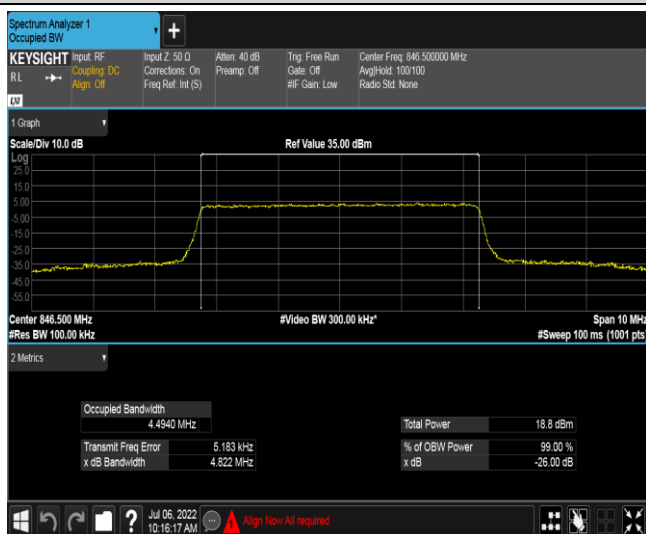 Spectrum Analyzer 1
Occupied BW
KEYSIGHT
R L
LXI
Input: RF
Coupling: DC
Align: Off
Input Z: 50 Ω
Corrections: On
Freq Ref: Int (S)
Atten: 40 dB
Preamp: Off
Trig: Free Run
Gate: Off
#IF Gain: Low
Center Freq: 846.500000 MHz
Avg|Hold: 100/100
Radio Std: None
1 Graph
Scale/Div 10.0 dB
Ref Value 35.00 dBm
Log
25.0
15.0
5.00
-5.00
-15.0
-25.0
-35.0
-45.0
-55.0
Center 846.500 MHz
#Video BW 300.00 kHz*
Span 10 MHz
#Res BW 100.00 kHz
#Sweep 100 ms (1001 pts)
2 Metrics
Occupied Bandwidth
4.4940 MHz
Total Power 18.8 dBm
Transmit Freq Error 5.183 kHz
% of OBW Power 99.00 %
x dB Bandwidth 4.822 MHz
x dB -26.00 dB
?
Jul 06, 2022
10:16:17 AM
Align Now All required